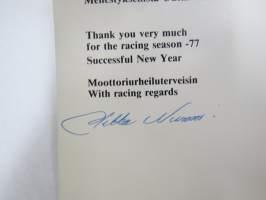 Thank you very much
for the racing season -77
Successful New Year
Moottoriurheiluterveisin
With racing regards